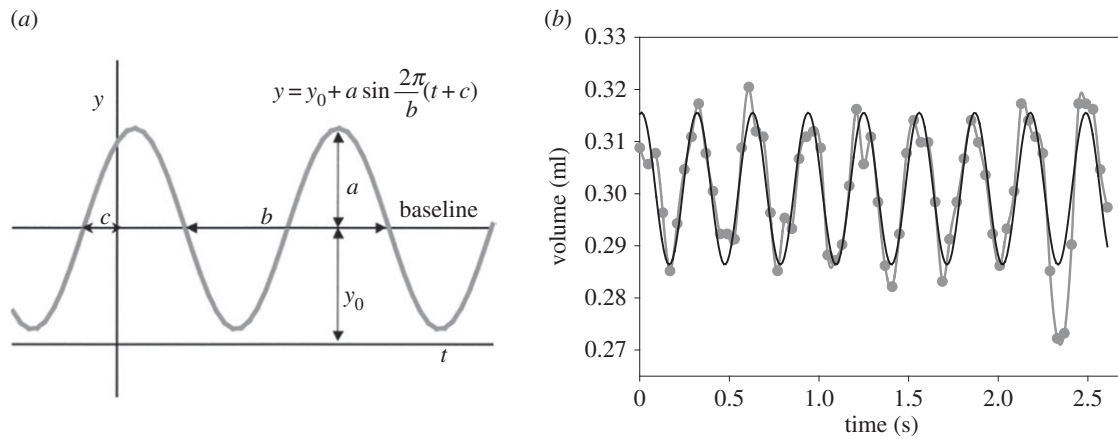 (a)
y
y = y₀ + a sin 2π/b (t + c)
a
c
b
baseline
y₀
t
(b)
0.33
0.32
0.31
0.30
0.29
0.28
0.27
volume (ml)
0 0.5 1.0 1.5 2.0 2.5
time (s)